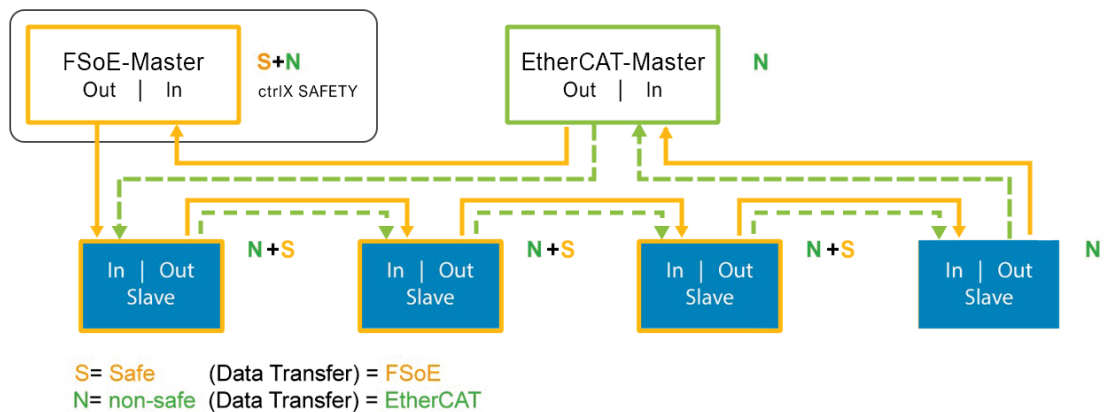 FSoE-Master
Out | In
S+N
ctrlX SAFETY
EtherCAT-Master
Out | In
N
In | Out
Slave
N+S
In | Out
Slave
N+S
In | Out
Slave
N+S
In | Out
Slave
N
S= Safe (Data Transfer) = FSoE
N= non-safe (Data Transfer) = EtherCAT